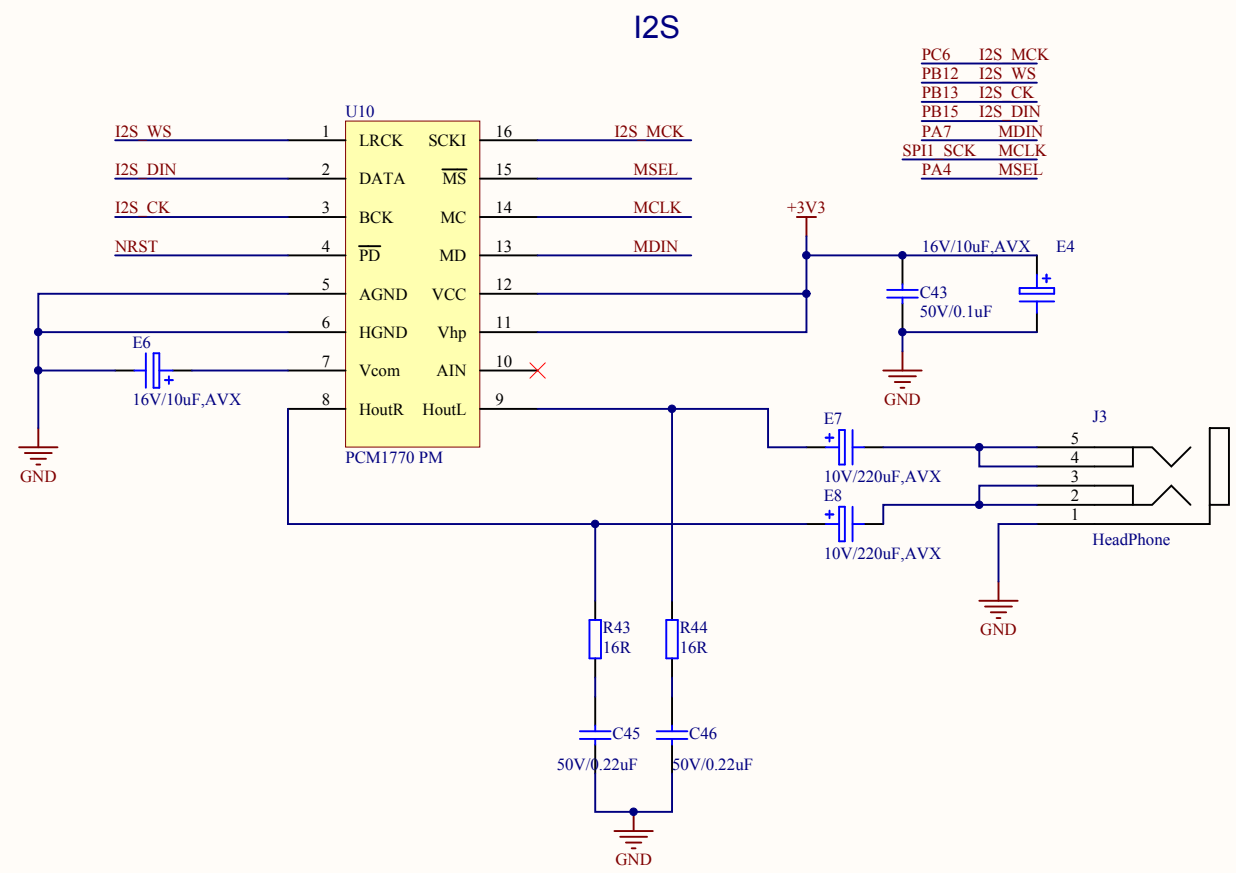 I2S
PC6 I2S_MCK
PB12 I2S_WS
PB13 I2S_CK
PB15 I2S_DIN
PA7 MDIN
SPI1_SCK MCLK
PA4 MSEL
U10
I2S_WS 1 LRCK SCKI 16 I2S_MCK
I2S_DIN 2 DATA MS 15 MSEL
I2S_CK 3 BCK MC 14 MCLK
NRST 4 PD MD 13 MDIN
5 AGND VCC 12
6 HGND Vhp 11
7 Vcom AIN 10
8 HoutR HoutL 9
PCM1770 PM
E6
16V/10uF,AVX
GND
+3V3
16V/10uF,AVX E4
C43
50V/0.1uF
GND
E7
10V/220uF,AVX
E8
10V/220uF,AVX
J3
5
4
3
2
1
HeadPhone
GND
R43
16R
R44
16R
C45
50V/0.22uF
C46
50V/0.22uF
GND